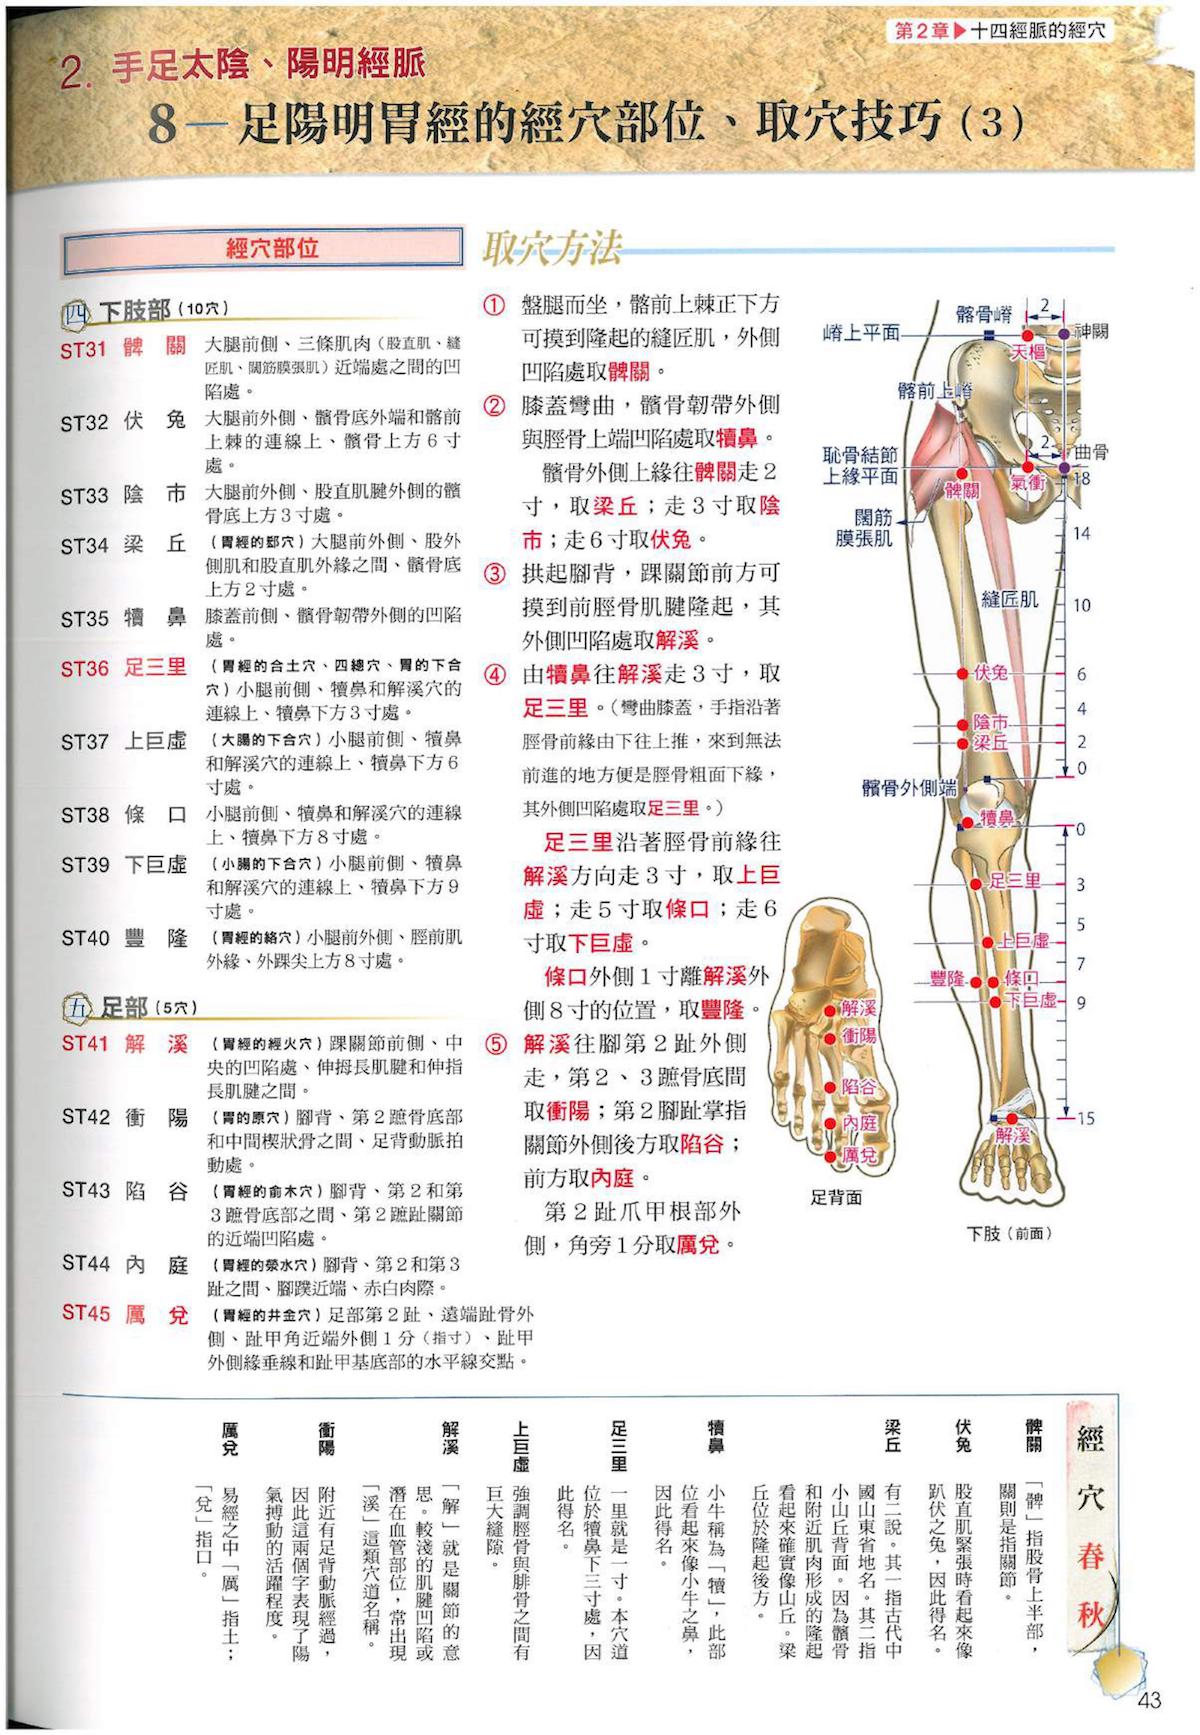 第2章▶十四經脈的經穴
2. 手足太陰、陽明經脈
8—足陽明胃經的經穴部位、取穴技巧(3)
經穴部位
四 下肢部(10穴)
ST31 髀關 大腿前側、三條肌肉(股直肌、縫
匠肌、闊筋膜張肌)近端處之間的凹
陷處。
ST32 伏兔 大腿前外側、髕骨底外端和髂前
上棘的連線上、髕骨上方6寸
處。
ST33 陰市 大腿前外側、股直肌腱外側的髕
骨底上方3寸處。
ST34 梁丘 (胃經的郄穴)大腿前外側、股外
側肌和股直肌外緣之間、髕骨底
上方2寸處。
ST35 犢鼻 膝蓋前側、髕骨韌帶外側的凹陷
處。
ST36 足三里 (胃經的合土穴、四總穴、胃的下合
穴)小腿前側、犢鼻和解溪穴的
連線上、犢鼻下方3寸處。
ST37 上巨虛 (大腸的下合穴)小腿前側、犢鼻
和解溪穴的連線上、犢鼻下方6
寸處。
ST38 條口 小腿前側、犢鼻和解溪穴的連線
上、犢鼻下方8寸處。
ST39 下巨虛 (小腸的下合穴)小腿前側、犢鼻
和解溪穴的連線上、犢鼻下方9
寸處。
ST40 豐隆 (胃經的絡穴)小腿前外側、脛前肌
外緣、外踝尖上方8寸處。
五 足部(5穴)
ST41 解溪 (胃經的經火穴)踝關節前側、中
央的凹陷處、伸拇長肌腱和伸指
長肌腱之間。
ST42 衝陽 (胃的原穴)腳背、第2蹠骨底部
和中間楔狀骨之間、足背動脈拍
動處。
ST43 陷谷 (胃經的俞木穴)腳背、第2和第
3蹠骨底部之間、第2蹠趾關節
的近端凹陷處。
ST44 內庭 (胃經的滎水穴)腳背、第2和第3
趾之間、腳蹼近端、赤白肉際。
ST45 厲兌 (胃經的井金穴)足部第2趾、遠端趾骨外
側、趾甲角近端外側1分(指寸)、趾甲
外側緣垂線和趾甲基底部的水平線交點。
取穴方法
① 盤腿而坐，髂前上棘正下方
可摸到隆起的縫匠肌，外側
凹陷處取髀關。
② 膝蓋彎曲，髕骨韌帶外側
與脛骨上端凹陷處取犢鼻。
髕骨外側上緣往髀關走2
寸，取梁丘；走3寸取陰
市；走6寸取伏兔。
③ 拱起腳背，踝關節前方可
摸到前脛骨肌腱隆起，其
外側凹陷處取解溪。
④ 由犢鼻往解溪走3寸，取
足三里。(彎曲膝蓋，手指沿著
脛骨前緣由下往上推，來到無法
前進的地方便是脛骨粗面下緣，
其外側凹陷處取足三里。)
足三里沿著脛骨前緣往
解溪方向走3寸，取上巨
虛；走5寸取條口；走6
寸取下巨虛。
條口外側1寸離解溪外
側8寸的位置，取豐隆。
⑤ 解溪往腳第2趾外側
走，第2、3蹠骨底間
取衝陽；第2腳趾掌指
關節外側後方取陷谷；
前方取內庭。
第2趾爪甲根部外
側，角旁1分取厲兌。
髂骨嵴
2
嵴上平面
神闕
天樞
髂前上嵴
恥骨結節
上緣平面
2
曲骨
髀關
氣衝
18
闊筋
膜張肌
14
縫匠肌
10
伏兔
6
4
陰市
梁丘
2
0
髕骨外側端
犢鼻
0
足三里
3
5
上巨虛
7
豐隆
條口
下巨虛
9
解溪
15
下肢(前面)
解溪
衝陽
陷谷
內庭
厲兌
足背面
經穴春秋
髀關
「髀」指股骨上半部，
關則是指關節。
伏兔
股直肌緊張時看起來像
趴伏之兔，因此得名。
梁丘
有二說。其一指古代中
國山東省地名。其二指
小山丘背面。因為髕骨
和附近肌肉形成的隆起
看起來確實像山丘。梁
丘位於隆起後方。
犢鼻
小牛稱為「犢」，此部
位看起來像小牛之鼻，
因此得名。
足三里
一里就是一寸。本穴道
位於犢鼻下三寸處，因
此得名。
上巨虛
強調脛骨與腓骨之間有
巨大縫隙。
解溪
「解」就是關節的意
思。較淺的肌腱凹陷或
潛在血管部位，常出現
「溪」這類穴道名稱。
衝陽
附近有足背動脈經過，
因此這兩個字表現了陽
氣搏動的活躍程度。
厲兌
易經之中「厲」指土；
「兌」指口。
43